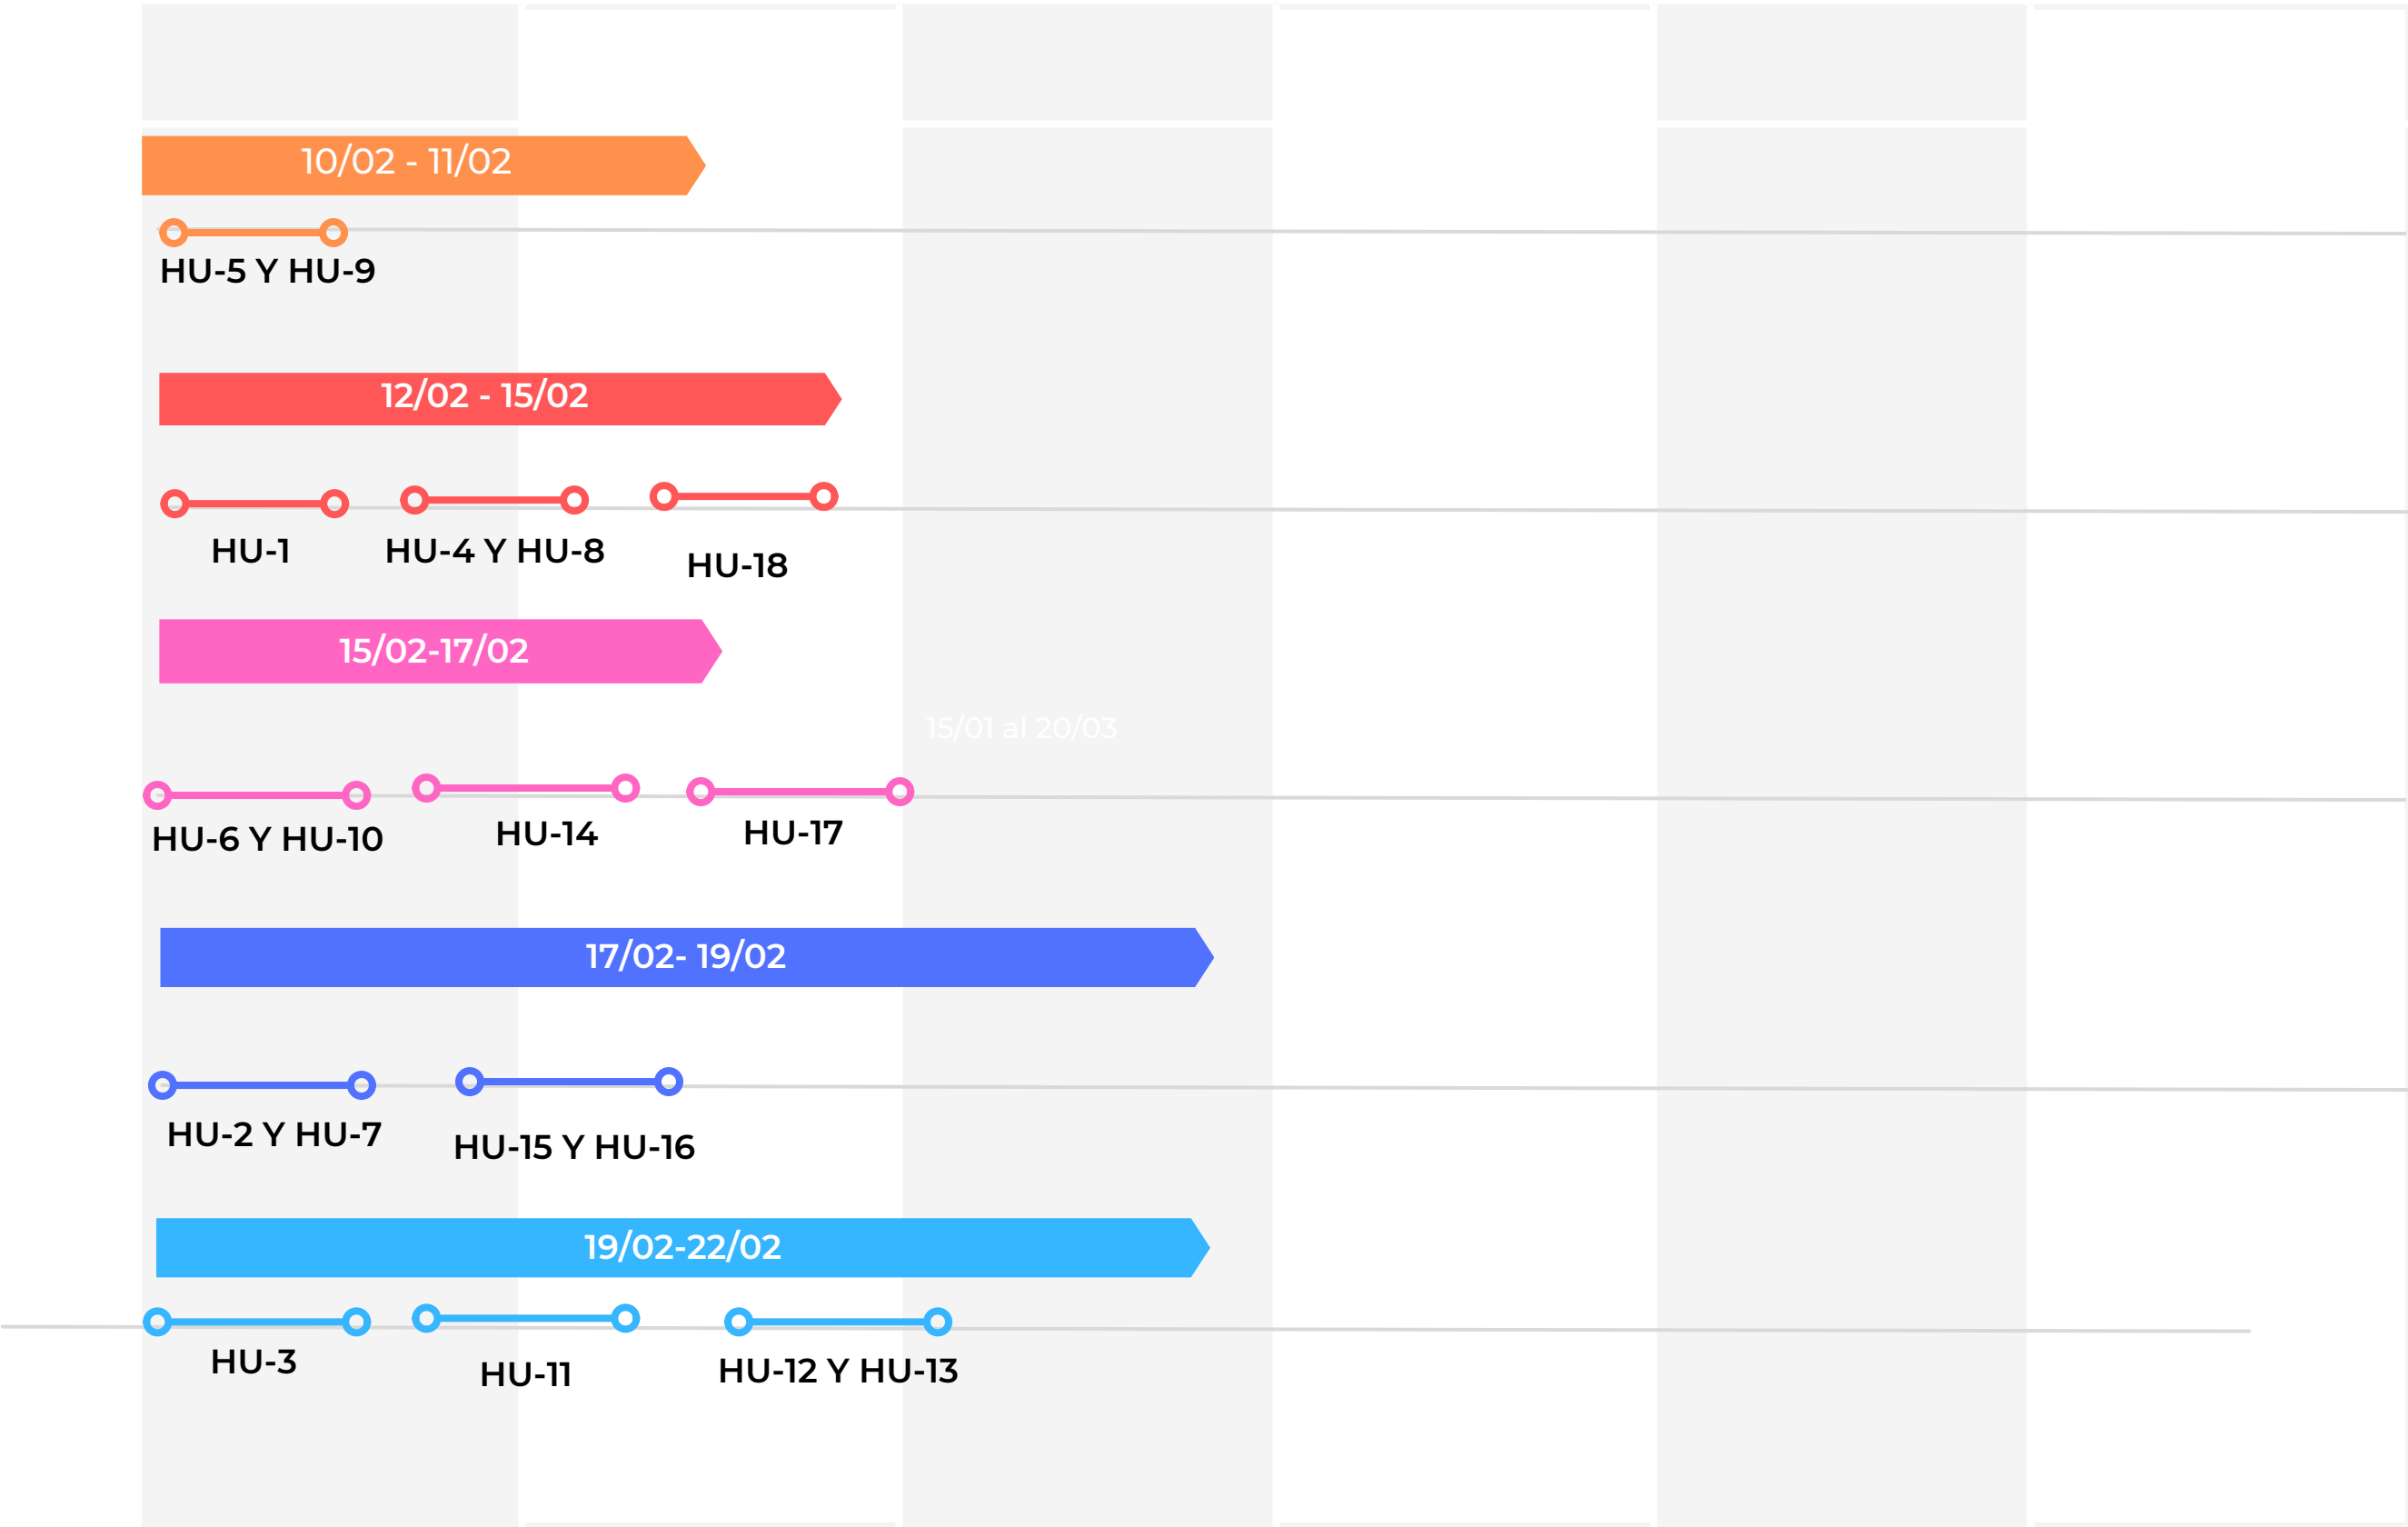 10/02 - 11/02
HU-5 Y HU-9
12/02 - 15/02
HU-1
HU-4 Y HU-8
HU-18
15/02-17/02
15/01 al 20/03
HU-6 Y HU-10
HU-14
HU-17
17/02- 19/02
HU-2 Y HU-7
HU-15 Y HU-16
19/02-22/02
HU-3
HU-11
HU-12 Y HU-13